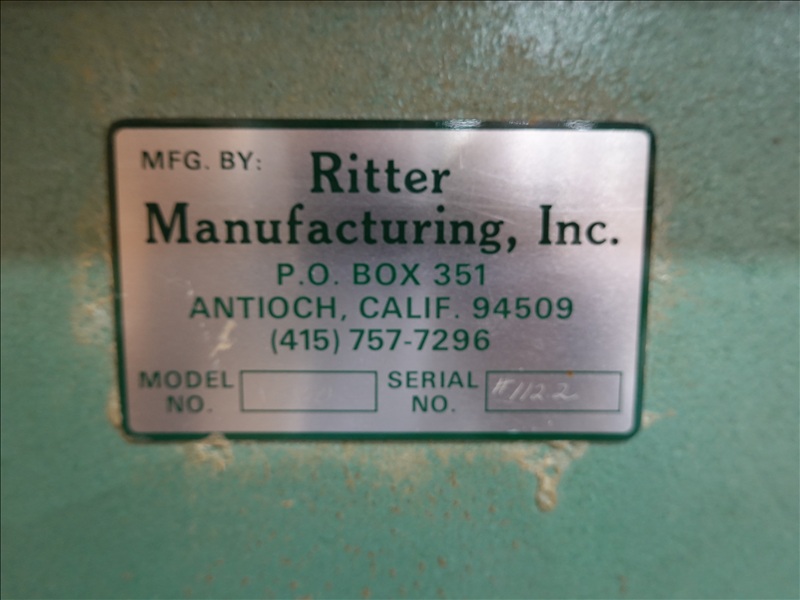 MFG. BY: Ritter
Manufacturing, Inc.
P.O. BOX 351
ANTIOCH, CALIF. 94509
(415) 757-7296
MODEL NO. SERIAL NO. #1122